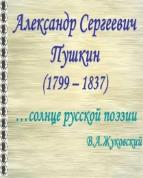 Александр Сергеевич
Пушкин
(1799 – 1837)
…солнце русской поэзии
В.А.Жуковский